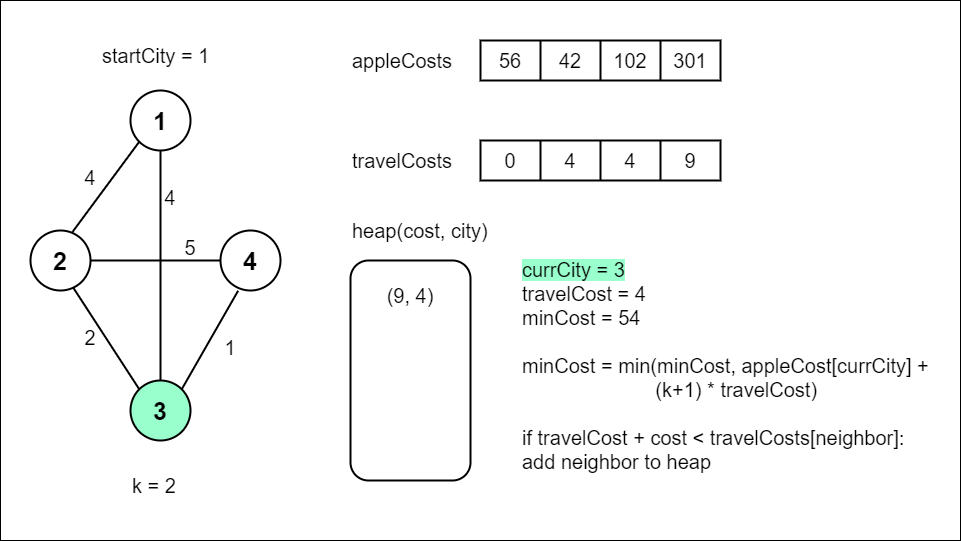 startCity = 1
appleCosts 56 42 102 301
1
travelCosts 0 4 4 9
4
4
heap(cost, city)
2
5
4
(9, 4)
currCity = 3
travelCost = 4
minCost = 54
2
1
minCost = min(minCost, appleCost[currCity] +
(k+1) * travelCost)
3
if travelCost + cost < travelCosts[neighbor]:
add neighbor to heap
k = 2